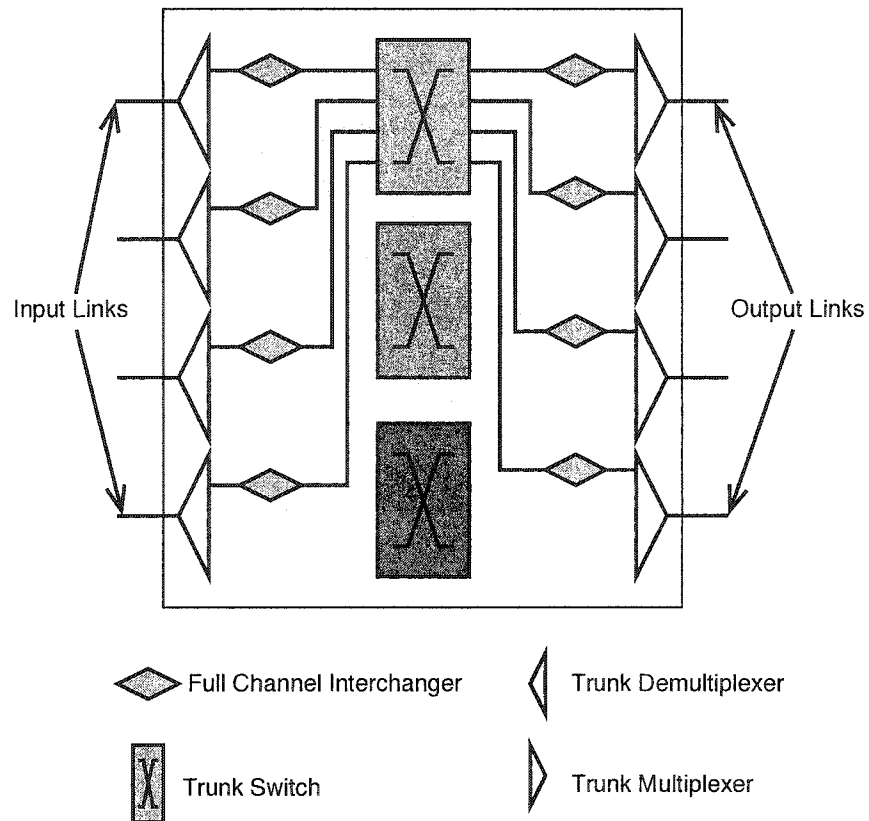 Input Links
Output Links
Full Channel Interchanger
Trunk Demultiplexer
Trunk Switch
Trunk Multiplexer